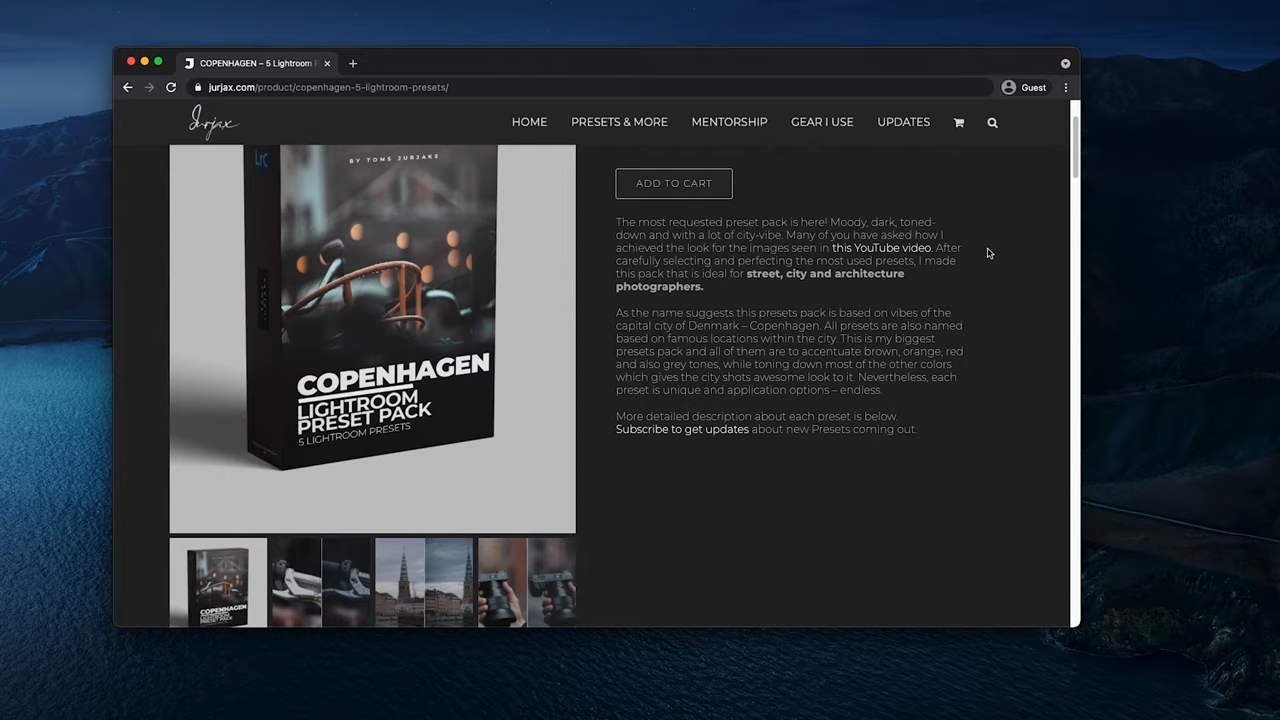 COPENHAGEN – 5 Lightroom
jurjax.com/product/copenhagen-5-lightroom-presets/
Guest
Jurjax
HOME
PRESETS & MORE
MENTORSHIP
GEAR I USE
UPDATES
Lrc
BY TOMS JURJAKS
COPENHAGEN
LIGHTROOM
PRESET PACK
5 LIGHTROOM PRESETS
ADD TO CART
The most requested preset pack is here! Moody, dark, toned-
down and with a lot of city-vibe. Many of you have asked how I
achieved the look for the images seen in this YouTube video. After
carefully selecting and perfecting the most used presets, I made
this pack that is ideal for street, city and architecture
photographers.
As the name suggests this presets pack is based on vibes of the
capital city of Denmark – Copenhagen. All presets are also named
based on famous locations within the city. This is my biggest
presets pack and all of them are to accentuate brown, orange, red
and also grey tones, while toning down most of the other colors
which gives the city shots awesome look to it. Nevertheless, each
preset is unique and application options – endless.
More detailed description about each preset is below.
Subscribe to get updates about new Presets coming out.
COPENHAGEN
LIGHTROOM
PRESET PACK